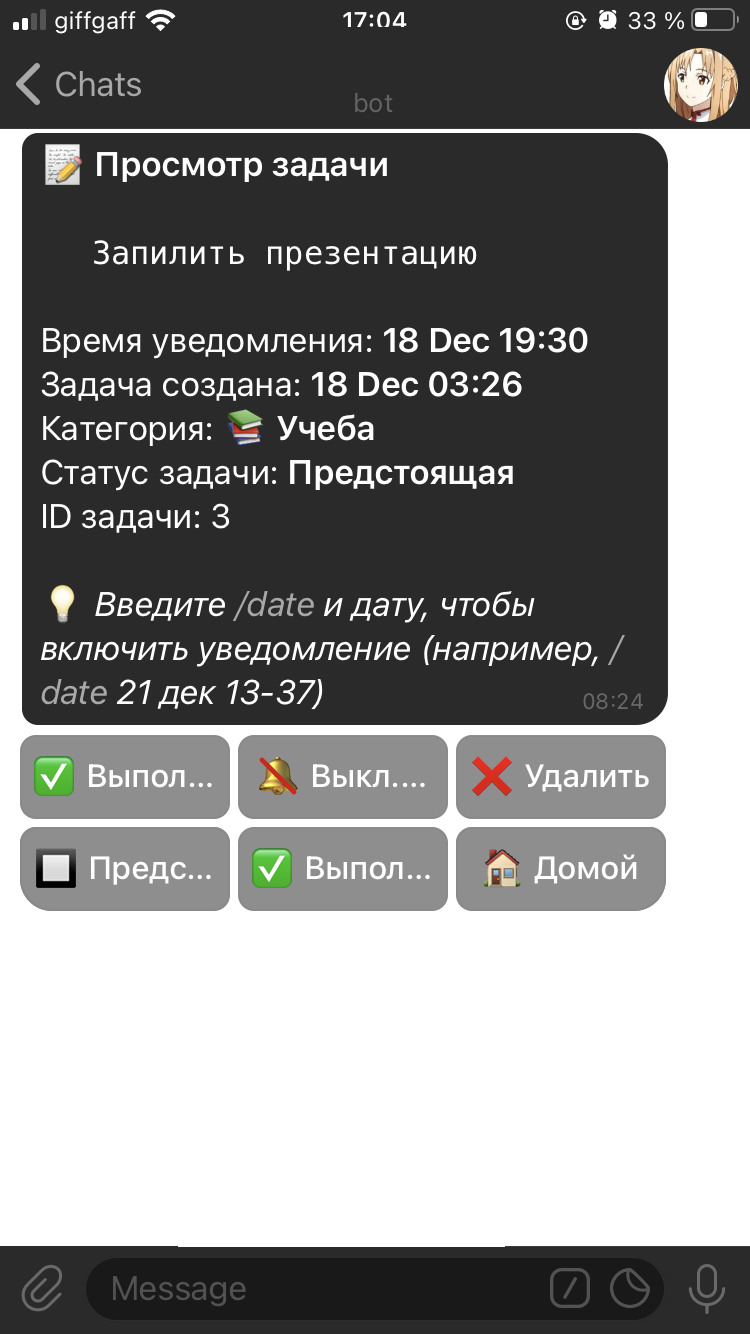 giffgaff 17:04 33 %
Chats
bot
Просмотр задачи
Запилить презентацию
Время уведомления: 18 Dec 19:30
Задача создана: 18 Dec 03:26
Категория: Учеба
Статус задачи: Предстоящая
ID задачи: 3
Введите /date и дату, чтобы
включить уведомление (например, /
date 21 дек 13-37)
08:24
Выпол... Выкл.... Удалить
Предс... Выпол... Домой
Message